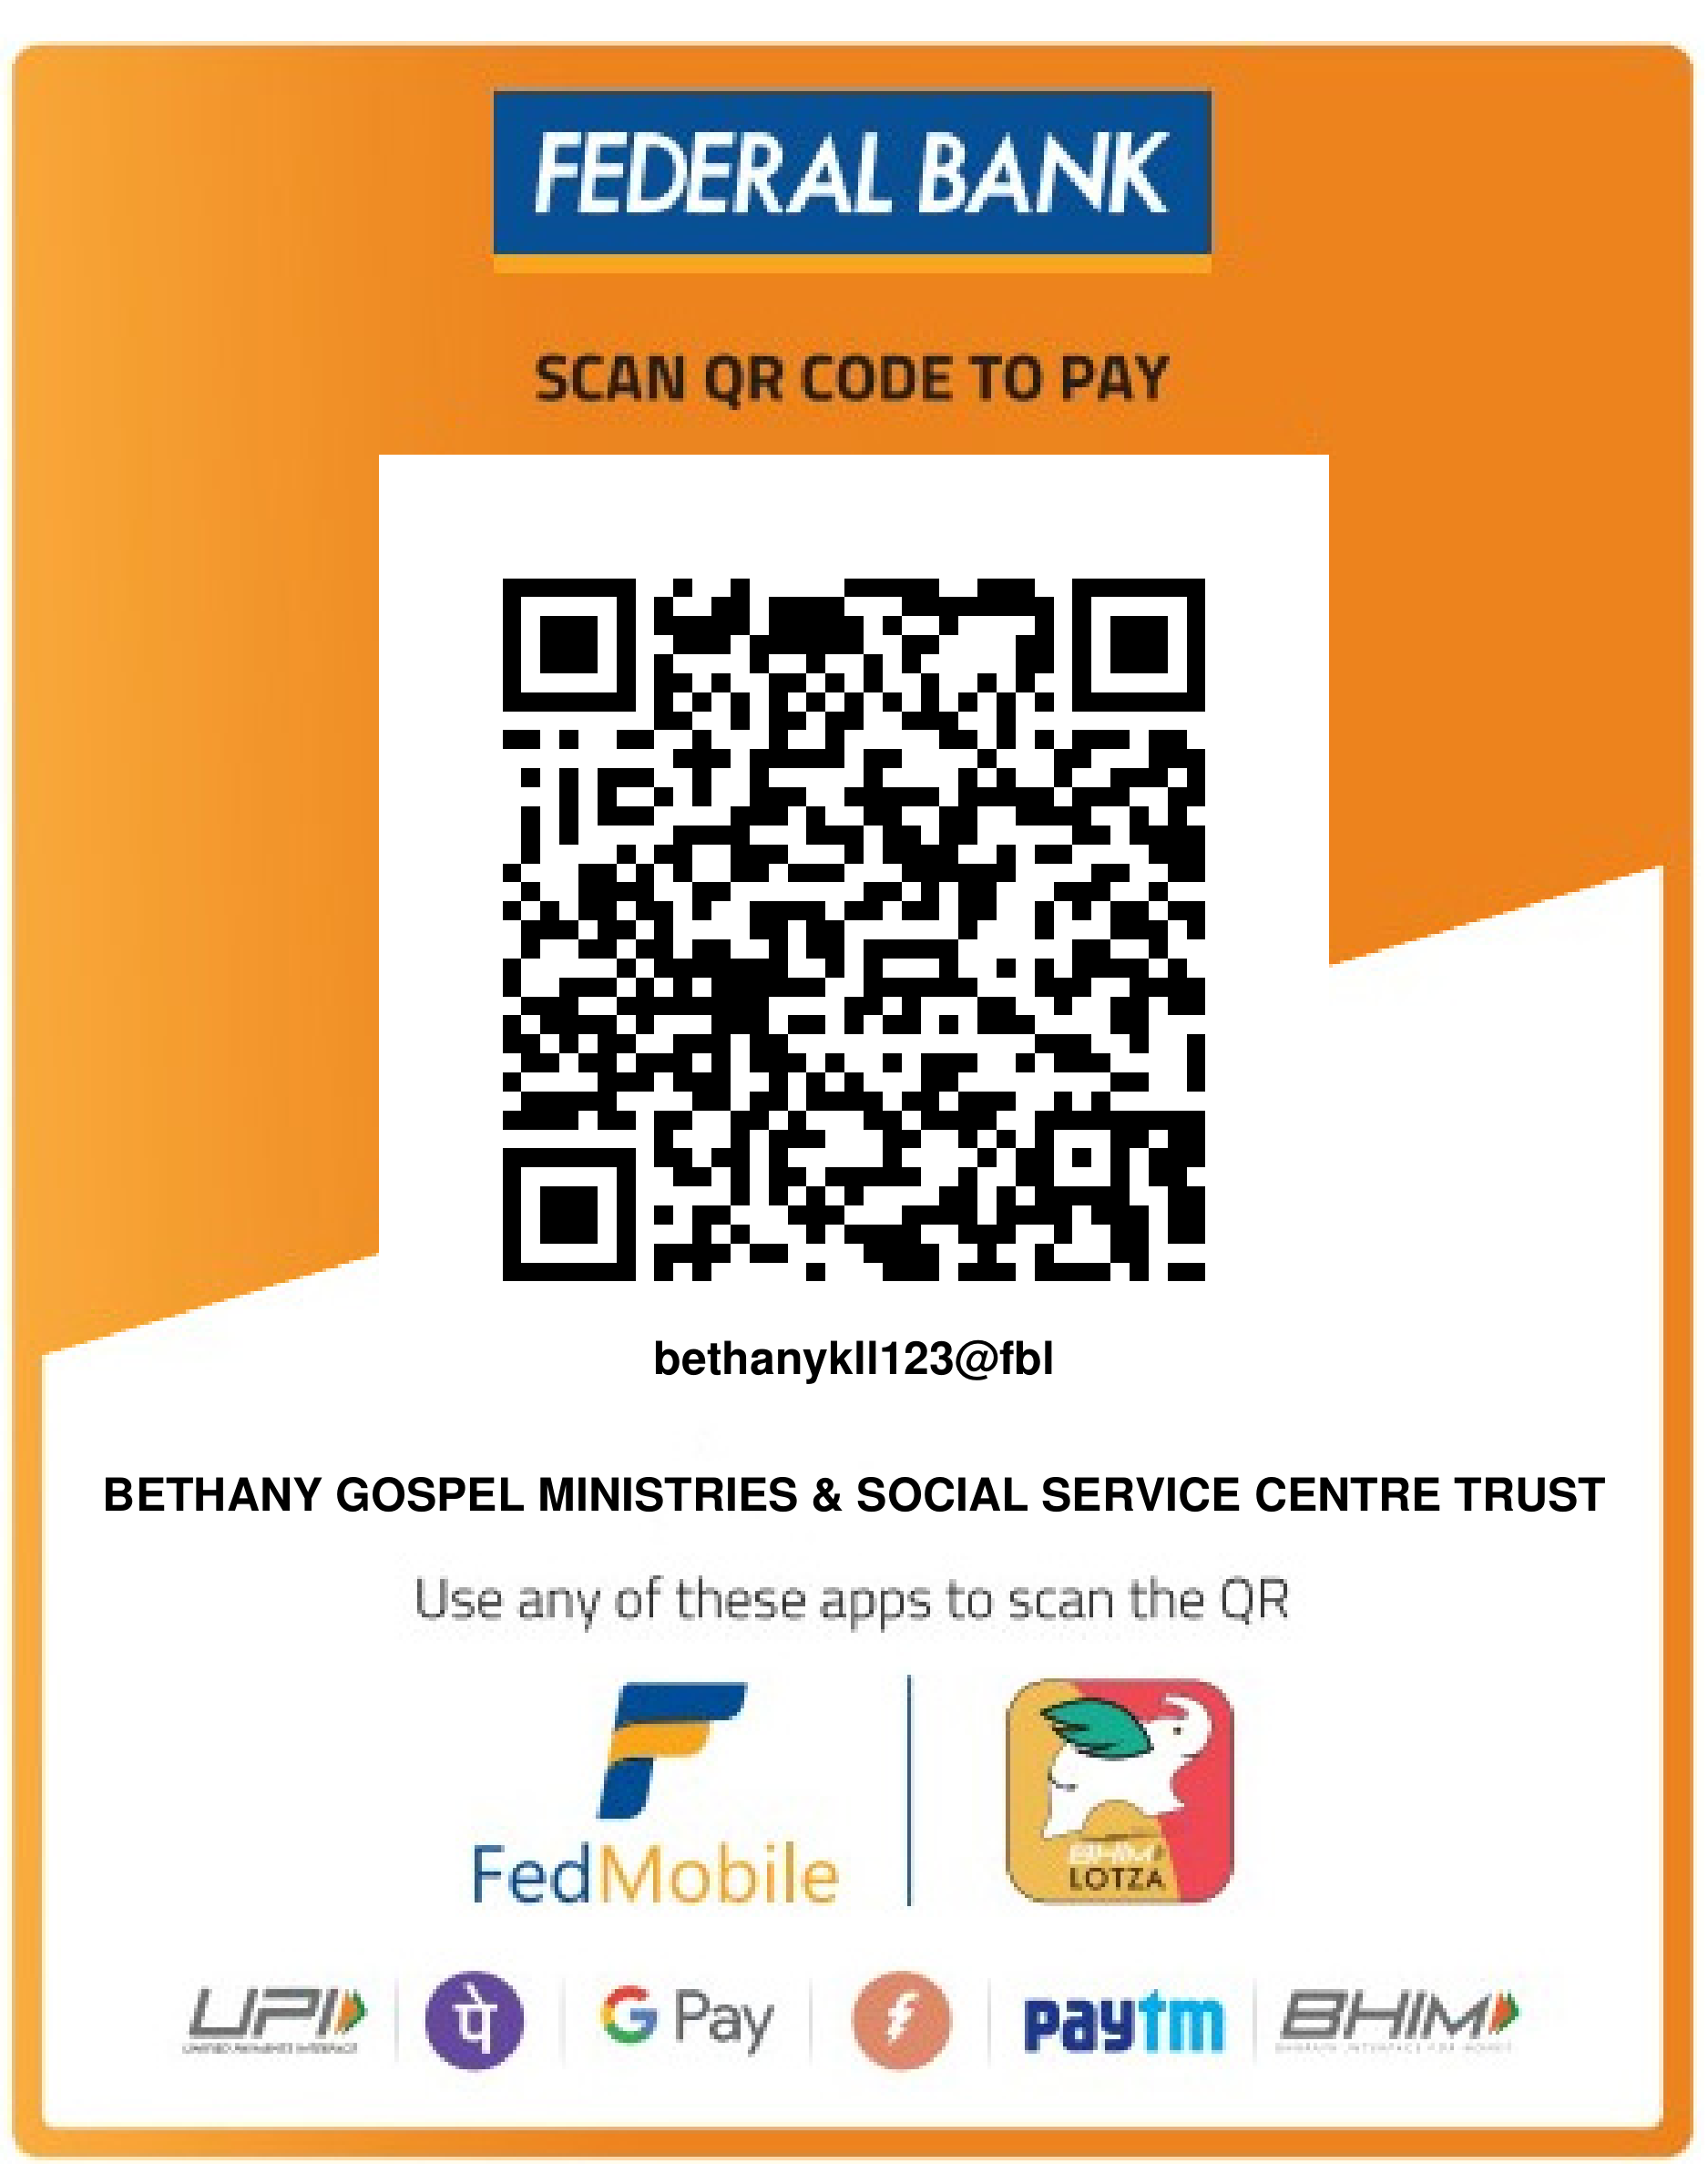 FEDERAL BANK
SCAN QR CODE TO PAY
bethanykll123@fbl
BETHANY GOSPEL MINISTRIES & SOCIAL SERVICE CENTRE TRUST
Use any of these apps to scan the QR
FedMobile
BHIM
LOTZA
UPI
UNIFIED PAYMENTS INTERFACE
पे
G Pay
paytm
BHIM
BHARAT INTERFACE FOR MONEY